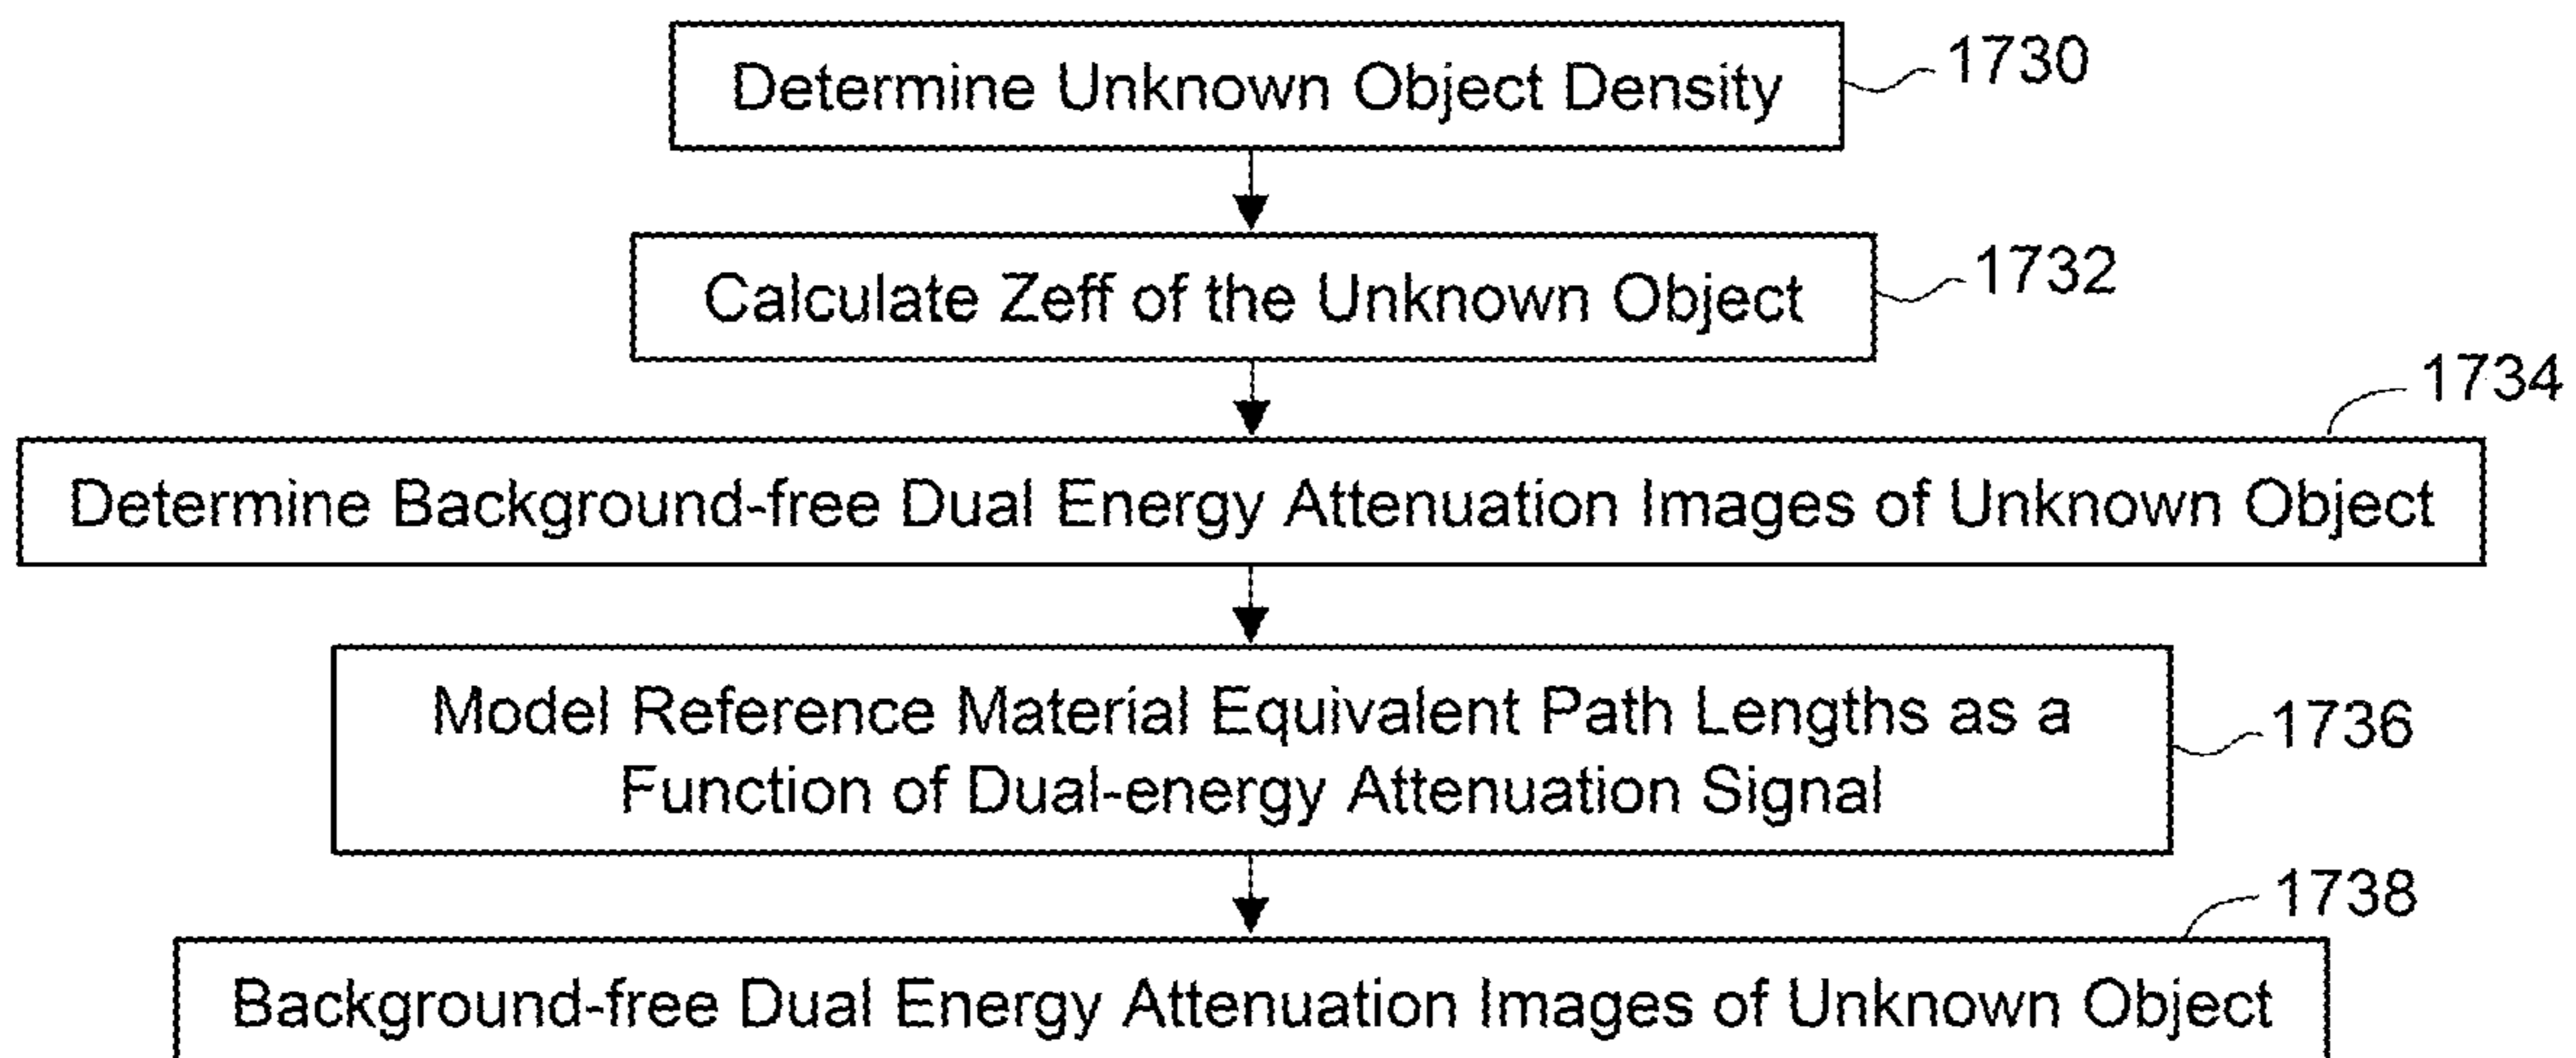 Determine Unknown Object Density
1730
Calculate Zeff of the Unknown Object
1732
1734
Determine Background-free Dual Energy Attenuation Images of Unknown Object
Model Reference Material Equivalent Path Lengths as a
Function of Dual-energy Attenuation Signal
1736
1738
Background-free Dual Energy Attenuation Images of Unknown Object